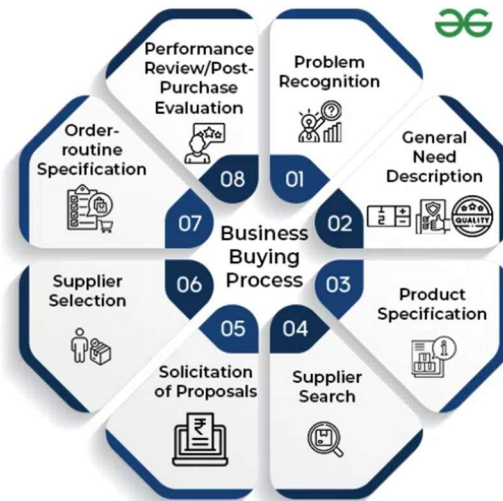 Business
Buying
Process
01
Problem
Recognition
02
General
Need
Description
QUALITY
03
Product
Specification
04
Supplier
Search
05
Solicitation
of Proposals
₹
06
Supplier
Selection
07
Order-
routine
Specification
08
Performance
Review/Post-
Purchase
Evaluation